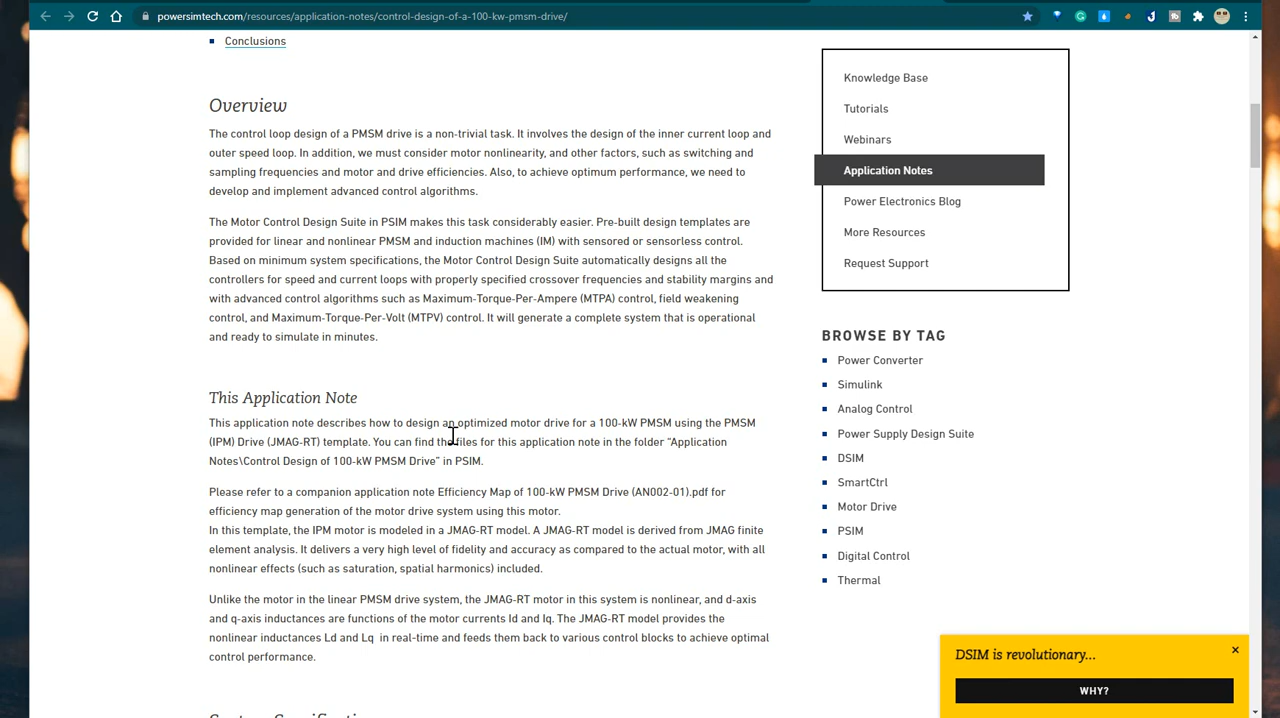 powersimtech.com/resources/application-notes/control-design-of-a-100-kw-pmsm-drive/
Conclusions
Overview
The control loop design of a PMSM drive is a non-trivial task. It involves the design of the inner current loop and
outer speed loop. In addition, we must consider motor nonlinearity, and other factors, such as switching and
sampling frequencies and motor and drive efficiencies. Also, to achieve optimum performance, we need to
develop and implement advanced control algorithms.
The Motor Control Design Suite in PSIM makes this task considerably easier. Pre-built design templates are
provided for linear and nonlinear PMSM and induction machines (IM) with sensored or sensorless control.
Based on minimum system specifications, the Motor Control Design Suite automatically designs all the
controllers for speed and current loops with properly specified crossover frequencies and stability margins and
with advanced control algorithms such as Maximum-Torque-Per-Ampere (MTPA) control, field weakening
control, and Maximum-Torque-Per-Volt (MTPV) control. It will generate a complete system that is operational
and ready to simulate in minutes.
This Application Note
This application note describes how to design an optimized motor drive for a 100-kW PMSM using the PMSM
(IPM) Drive (JMAG-RT) template. You can find the files for this application note in the folder “Application
Notes\Control Design of 100-kW PMSM Drive” in PSIM.
Please refer to a companion application note Efficiency Map of 100-kW PMSM Drive (AN002-01).pdf for
efficiency map generation of the motor drive system using this motor.
In this template, the IPM motor is modeled in a JMAG-RT model. A JMAG-RT model is derived from JMAG finite
element analysis. It delivers a very high level of fidelity and accuracy as compared to the actual motor, with all
nonlinear effects (such as saturation, spatial harmonics) included.
Unlike the motor in the linear PMSM drive system, the JMAG-RT motor in this system is nonlinear, and d-axis
and q-axis inductances are functions of the motor currents Id and Iq. The JMAG-RT model provides the
nonlinear inductances Ld and Lq in real-time and feeds them back to various control blocks to achieve optimal
control performance.
Knowledge Base
Tutorials
Webinars
Application Notes
Power Electronics Blog
More Resources
Request Support
BROWSE BY TAG
Power Converter
Simulink
Analog Control
Power Supply Design Suite
DSIM
SmartCtrl
Motor Drive
PSIM
Digital Control
Thermal
DSIM is revolutionary...
WHY?